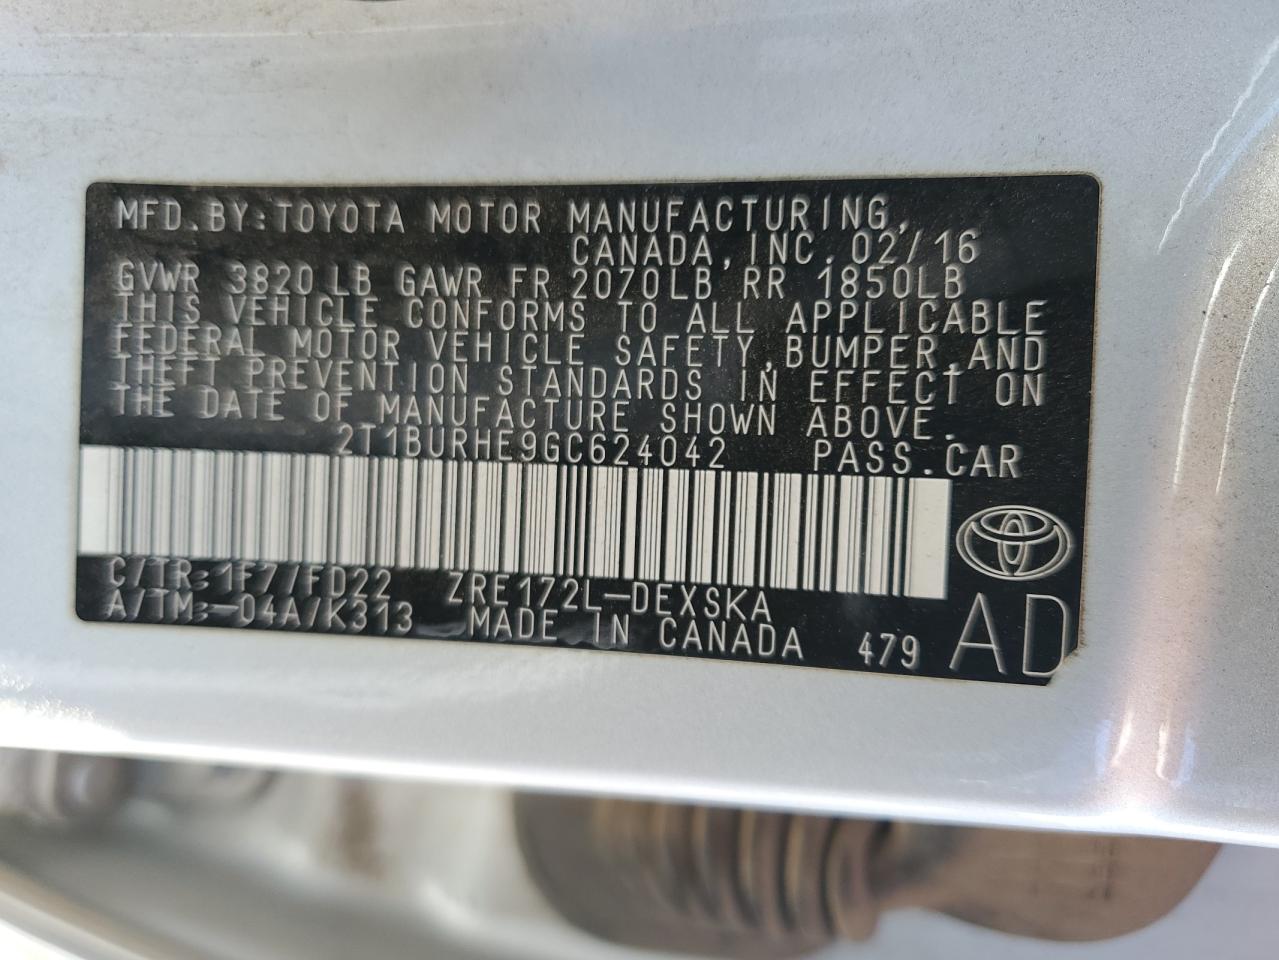 MFD.BY:TOYOTA MOTOR MANUFACTURING,
CANADA,INC.02/16
GVWR 3820LB GAWR FR 2070LB RR 1850LB
THIS VEHICLE CONFORMS TO ALL APPLICABLE
FEDERAL MOTOR VEHICLE SAFETY,BUMPER,AND
THEFT PREVENTION STANDARDS IN EFFECT ON
THE DATE OF MANUFACTURE SHOWN ABOVE.
2T1BURHE9GC624042 PASS.CAR
C/TR:1F7/FD22 ZRE172L-DEXSKA
A/TM:-04A/K313 MADE IN CANADA 479 AD